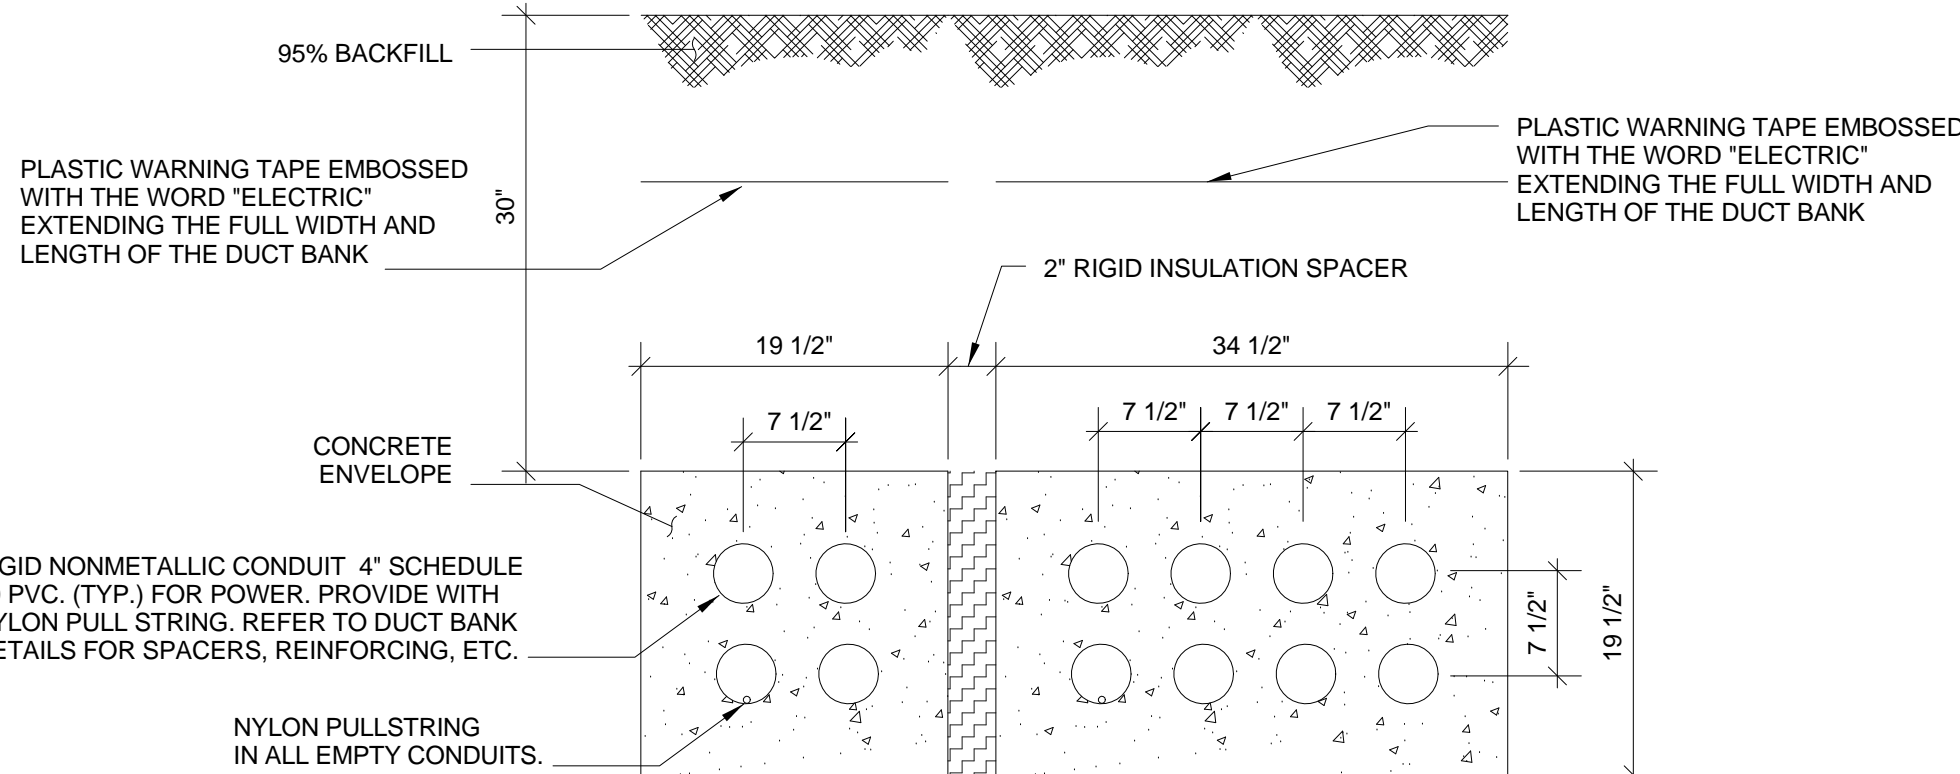 95% BACKFILL
PLASTIC WARNING TAPE EMBOSSED
WITH THE WORD "ELECTRIC"
EXTENDING THE FULL WIDTH AND
LENGTH OF THE DUCT BANK
30"
PLASTIC WARNING TAPE EMBOSSED
WITH THE WORD "ELECTRIC"
EXTENDING THE FULL WIDTH AND
LENGTH OF THE DUCT BANK
2" RIGID INSULATION SPACER
19 1/2"
34 1/2"
7 1/2"
7 1/2"
7 1/2"
7 1/2"
CONCRETE
ENVELOPE
GID NONMETALLIC CONDUIT 4" SCHEDULE
PVC. (TYP.) FOR POWER. PROVIDE WITH
YLON PULL STRING. REFER TO DUCT BANK
ETAILS FOR SPACERS, REINFORCING, ETC.
7 1/2"
19 1/2"
NYLON PULLSTRING
IN ALL EMPTY CONDUITS.